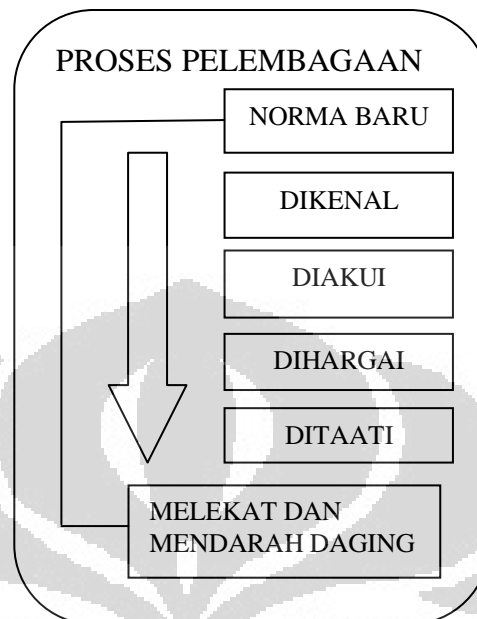 PROSES PELEMBAGAAN
NORMA BARU
DIKENAL
DIAKUI
DIHARGAI
DITAATI
MELEKAT DAN
MENDARAH DAGING